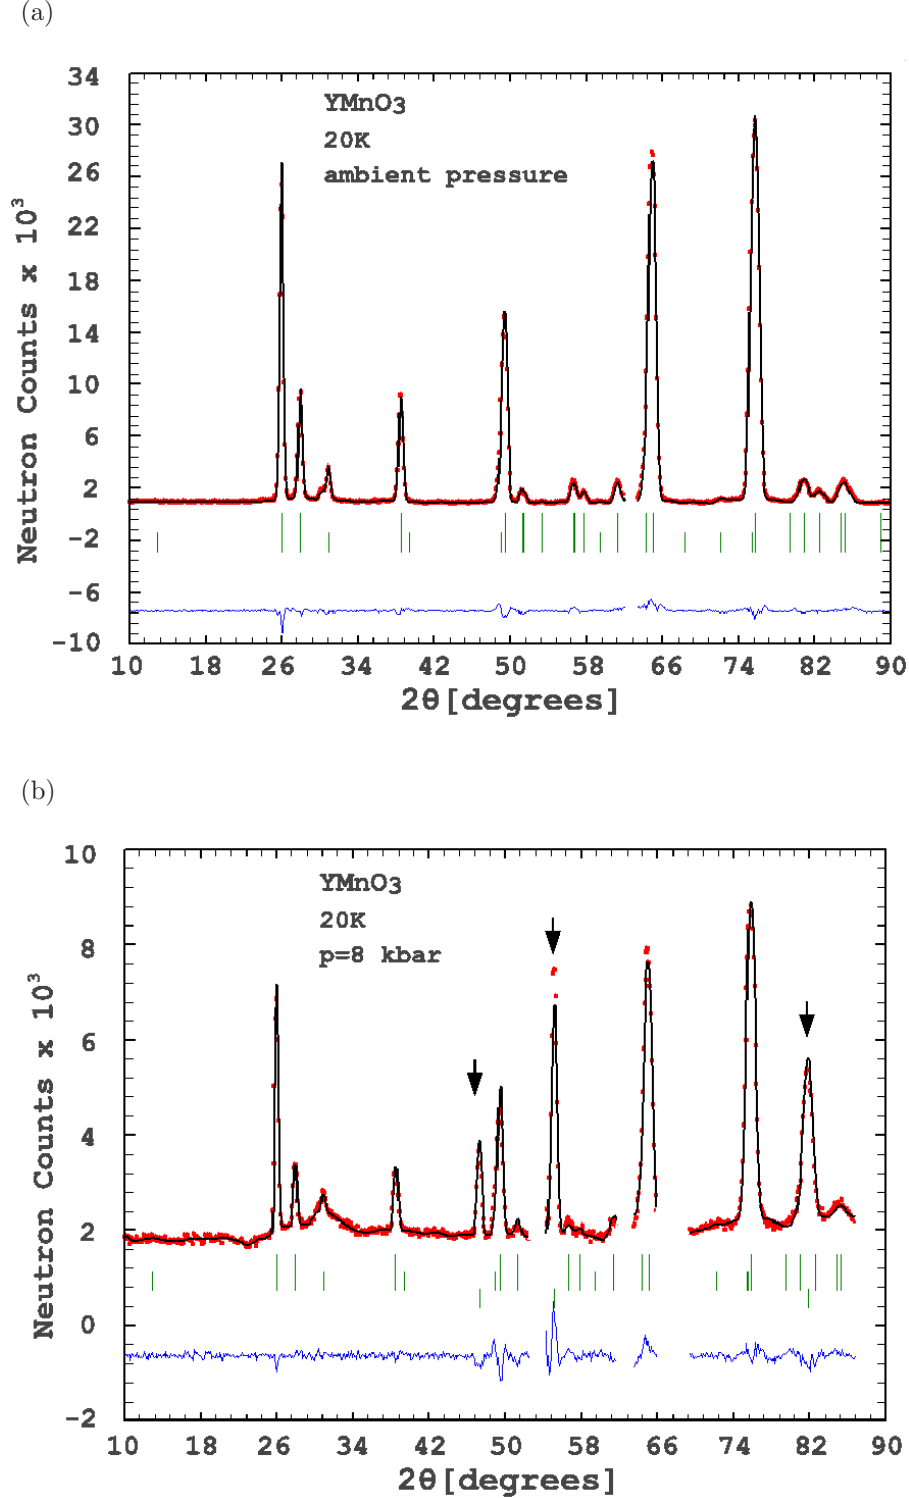 (a)
YMnO3
20K
ambient pressure
Neutron Counts x 10³
34
30
26
22
18
14
10
6
2
−2
−6
−10
10 18 26 34 42 50 58 66 74 82 90
2θ[degrees]
(b)
YMnO3
20K
p=8 kbar
Neutron Counts x 10³
10
8
6
4
2
0
−2
10 18 26 34 42 50 58 66 74 82 90
2θ[degrees]